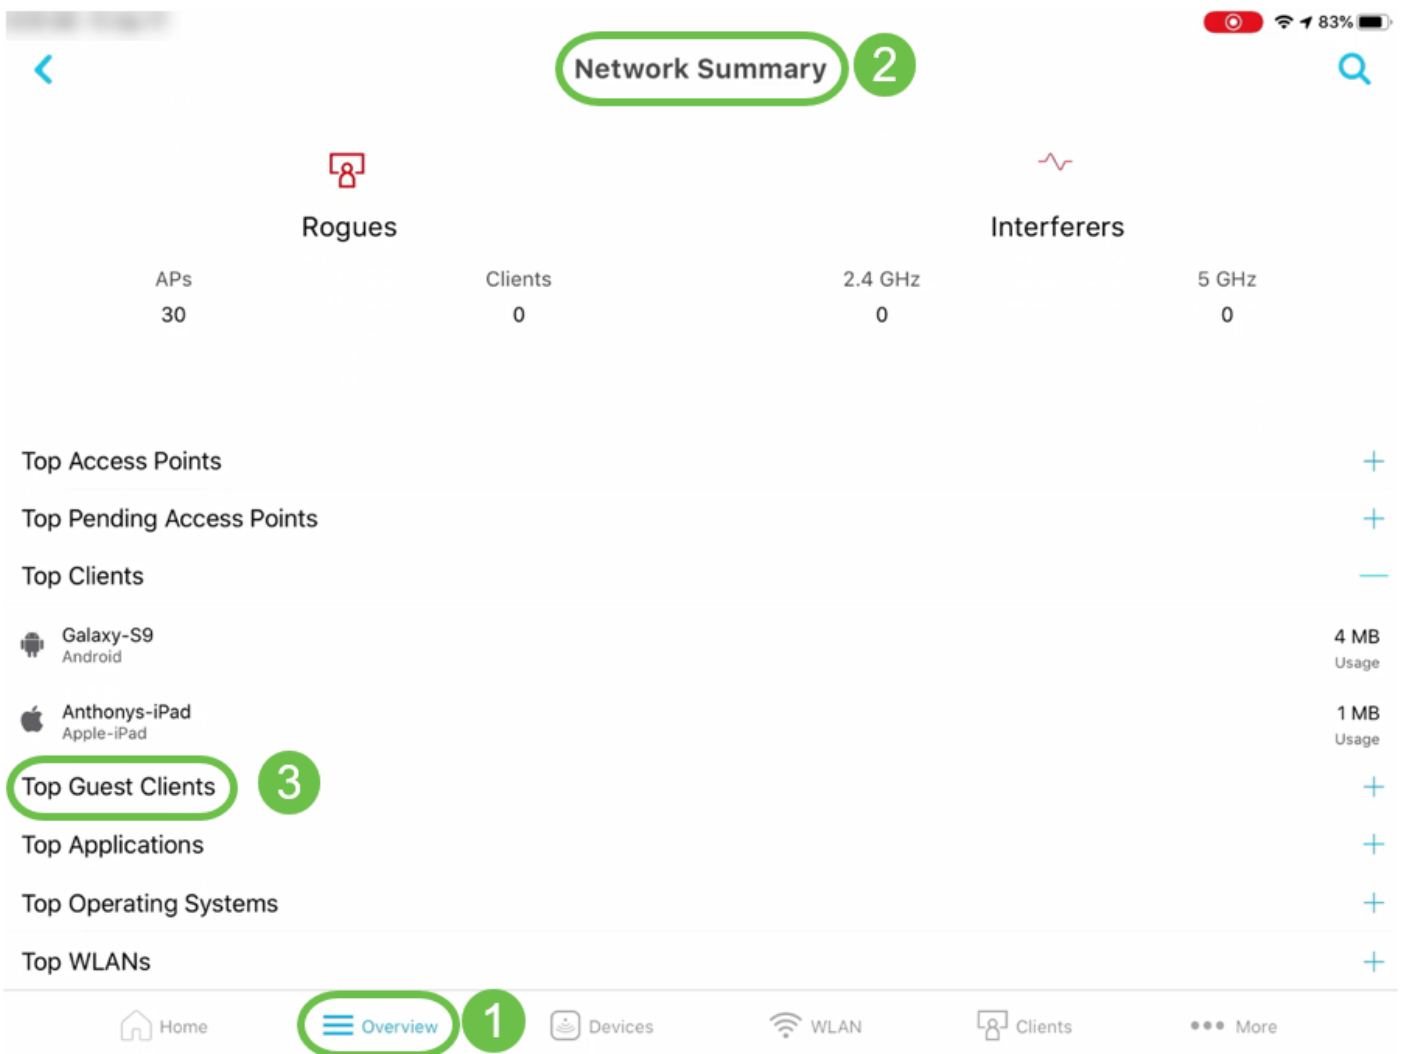 83%
Network Summary 2
Rogues Interferers
APs Clients 2.4 GHz 5 GHz
30 0 0 0
Top Access Points
Top Pending Access Points
Top Clients
Galaxy-S9 4 MB
Android Usage
Anthonys-iPad 1 MB
Apple-iPad Usage
Top Guest Clients 3
Top Applications
Top Operating Systems
Top WLANs
Home Overview 1 Devices WLAN Clients More